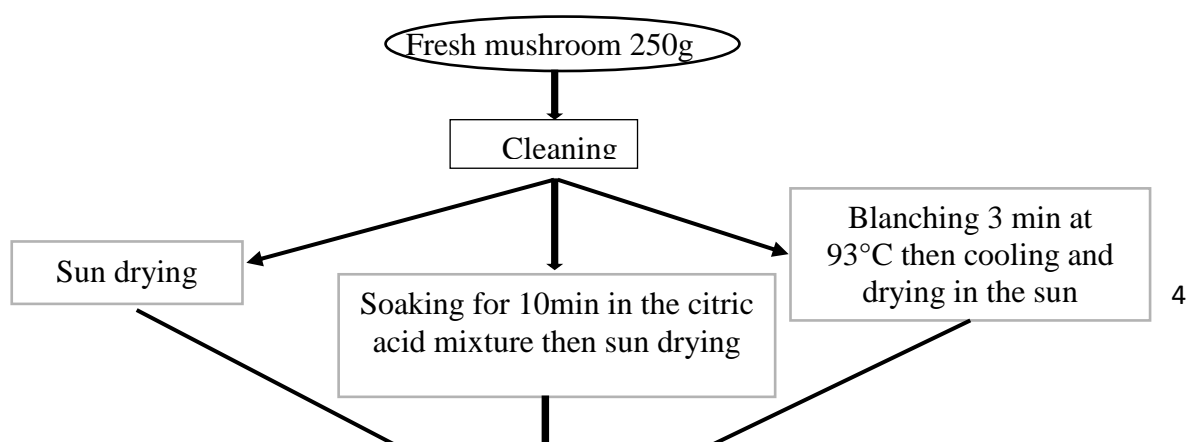 Fresh mushroom 250g
Cleaning
Sun drying
Soaking for 10min in the citric
acid mixture then sun drying
Blanching 3 min at
93°C then cooling and
drying in the sun
4